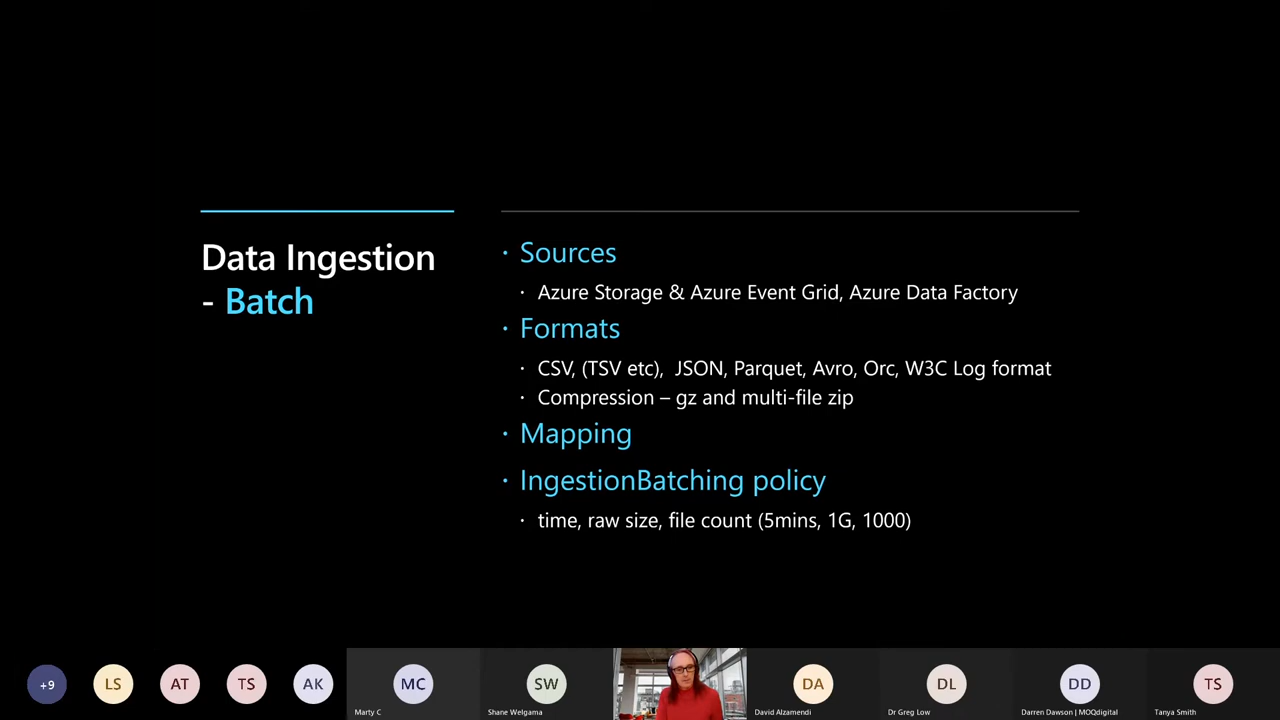 Data Ingestion
- Batch
· Sources
· Azure Storage & Azure Event Grid, Azure Data Factory
· Formats
· CSV, (TSV etc), JSON, Parquet, Avro, Orc, W3C Log format
· Compression – gz and multi-file zip
· Mapping
· IngestionBatching policy
· time, raw size, file count (5mins, 1G, 1000)
+9
LS
AT
TS
AK
MC
Marty C
SW
Shane Welgama
DA
David Alzamendi
DL
Dr Greg Low
DD
Darren Dawson | MOQdigital
TS
Tanya Smith